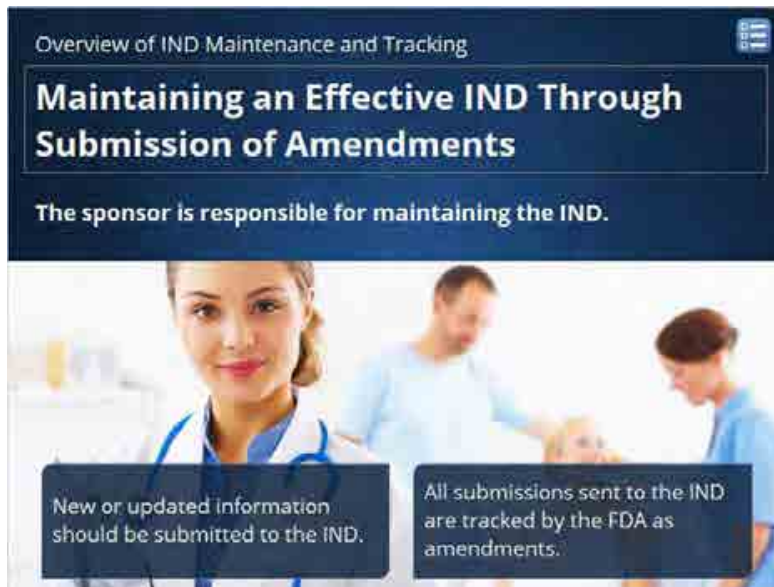 Overview of IND Maintenance and Tracking
Maintaining an Effective IND Through
Submission of Amendments
The sponsor is responsible for maintaining the IND.
New or updated information
should be submitted to the IND.
All submissions sent to the IND
are tracked by the FDA as
amendments.